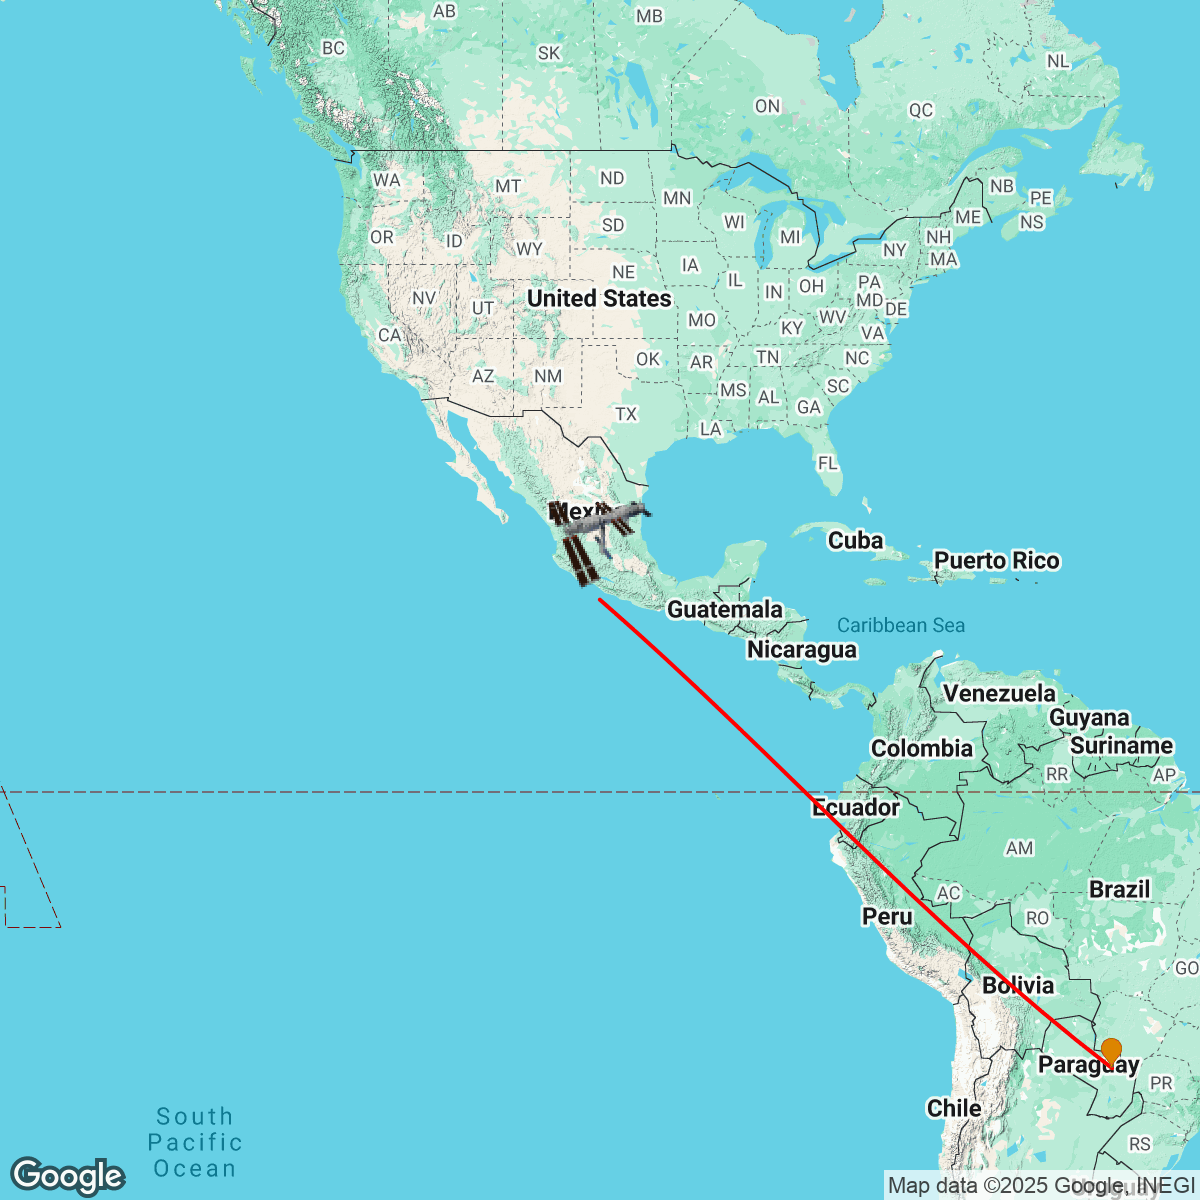 AB
MB
BC
SK
NL
ON
QC
WA
MT
ND
MN
NB
PE
OR
ID
SD
WI
MI
ME
NS
WY
NY
NH
MA
NV
UT
NE
IA
IL
IN
OH
PA
MD
DE
United States
CA
MO
KY
WV
VA
AZ
NM
OK
AR
TN
NC
MS
AL
SC
GA
TX
LA
FL
Cuba
Puerto Rico
Guatemala
Caribbean Sea
Nicaragua
Venezuela
Guyana
Colombia
Suriname
RR
AP
Ecuador
AM
Brazil
AC
Peru
RO
GO
Bolivia
Paraguay
PR
Chile
South
Pacific
Ocean
RS
Uruguay
Google
Map data ©2025 Google, INEGI